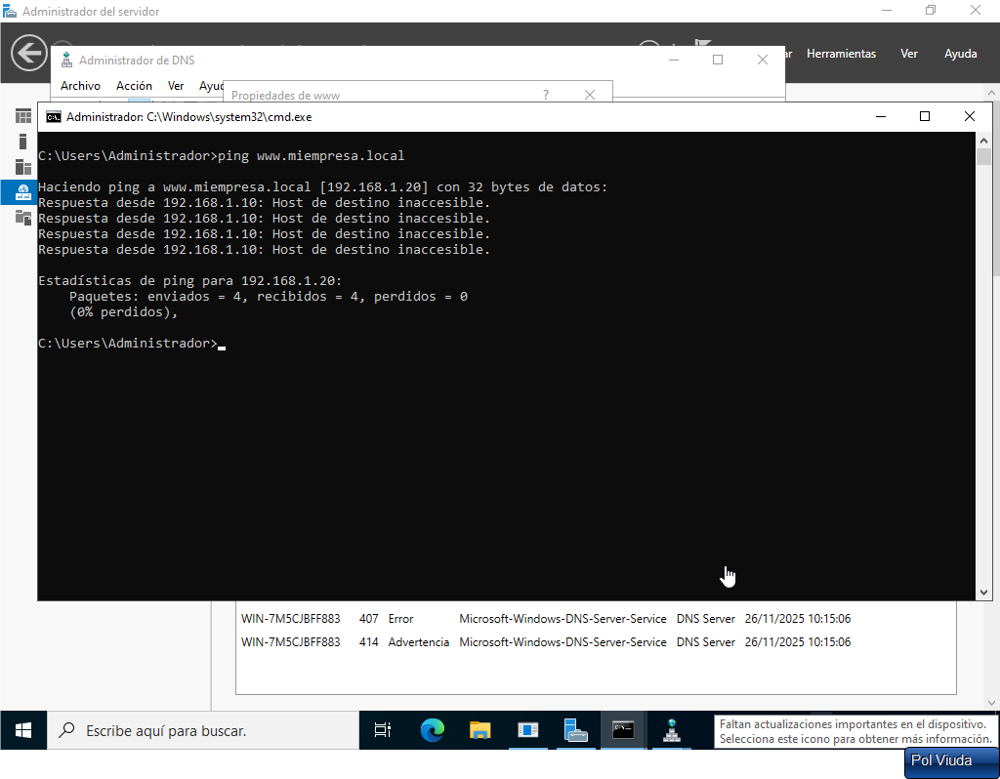 Administrador del servidor
Herramientas
Ver
Ayuda
Administrador de DNS
Archivo Acción Ver
Propiedades de www
?
Administrador: C:\Windows\system32\cmd.exe
C:\Users\Administrador>ping www.miempresa.local
Haciendo ping a www.miempresa.local [192.168.1.20] con 32 bytes de datos:
Respuesta desde 192.168.1.10: Host de destino inaccesible.
Respuesta desde 192.168.1.10: Host de destino inaccesible.
Respuesta desde 192.168.1.10: Host de destino inaccesible.
Respuesta desde 192.168.1.10: Host de destino inaccesible.
Estadísticas de ping para 192.168.1.20:
Paquetes: enviados = 4, recibidos = 4, perdidos = 0
(0% perdidos),
C:\Users\Administrador>
WIN-7M5CJBFF883 407 Error Microsoft-Windows-DNS-Server-Service DNS Server 26/11/2025 10:15:06
WIN-7M5CJBFF883 414 Advertencia Microsoft-Windows-DNS-Server-Service DNS Server 26/11/2025 10:15:06
Escribe aquí para buscar.
Faltan actualizaciones importantes en el dispositivo.
Selecciona este icono para obtener más información.
Pol Viuda